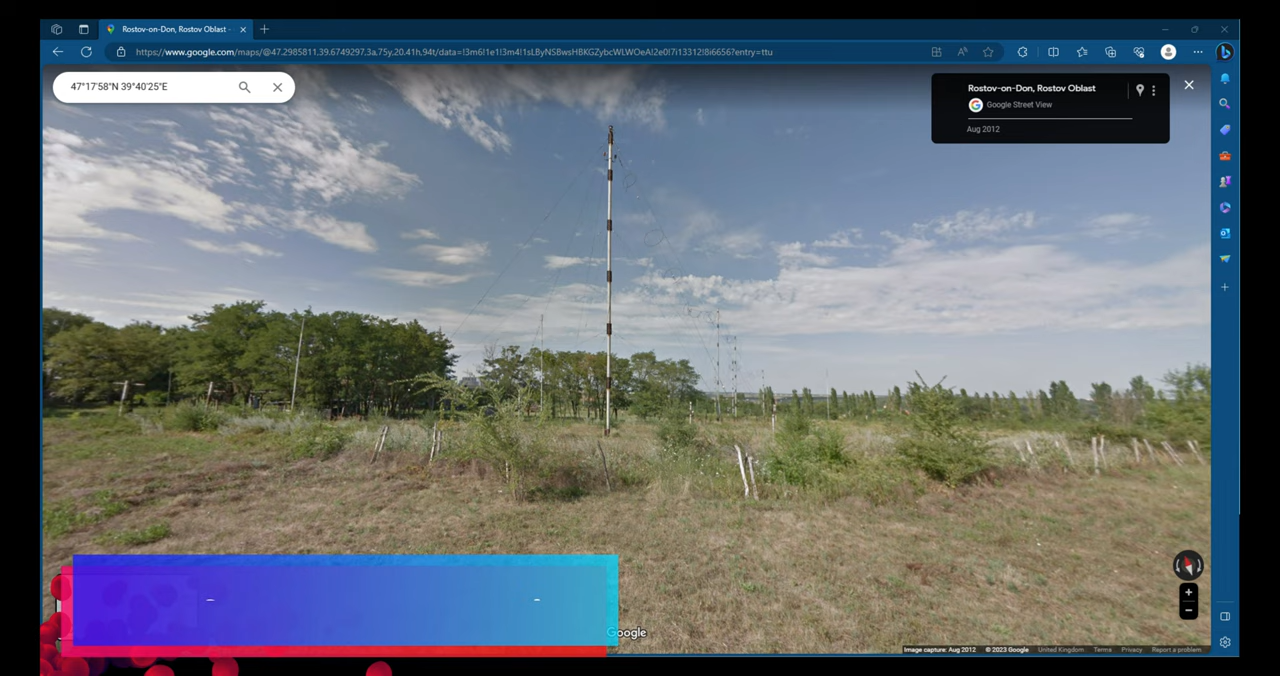 Rostov-on-Don, Rostov Oblast -
https://www.google.com/maps/@47.2985811,39.6749297,3a,75y,20.41h,94t/data=!3m6!1e1!3m4!1sLByNSBwsHBKGZybcWLWOeA!2e0!7i13312!8i6656?entry=ttu
47°17'58"N 39°40'25"E
Rostov-on-Don, Rostov Oblast
Google Street View
Aug 2012
Google
Image capture: Aug 2012 © 2023 Google United Kingdom Terms Privacy Report a problem